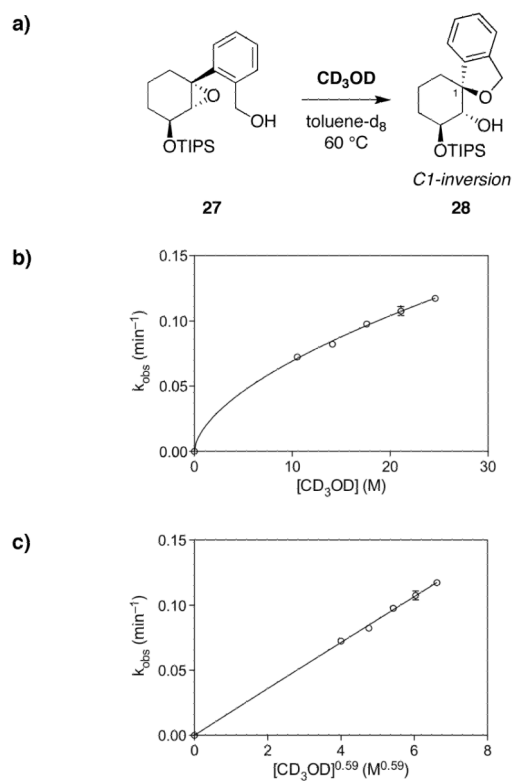 a)
O
OH
OTIPS
27
CD₃OD
toluene-d₈
60 °C
1
O
OH
OTIPS
C1-inversion
28
b)
0.15
0.10
0.05
0.00
kobs (min⁻¹)
0 10 20 30
[CD₃OD] (M)
c)
0.15
0.10
0.05
0.00
kobs (min⁻¹)
0 2 4 6 8
[CD₃OD]⁰·⁵⁹ (M⁰·⁵⁹)